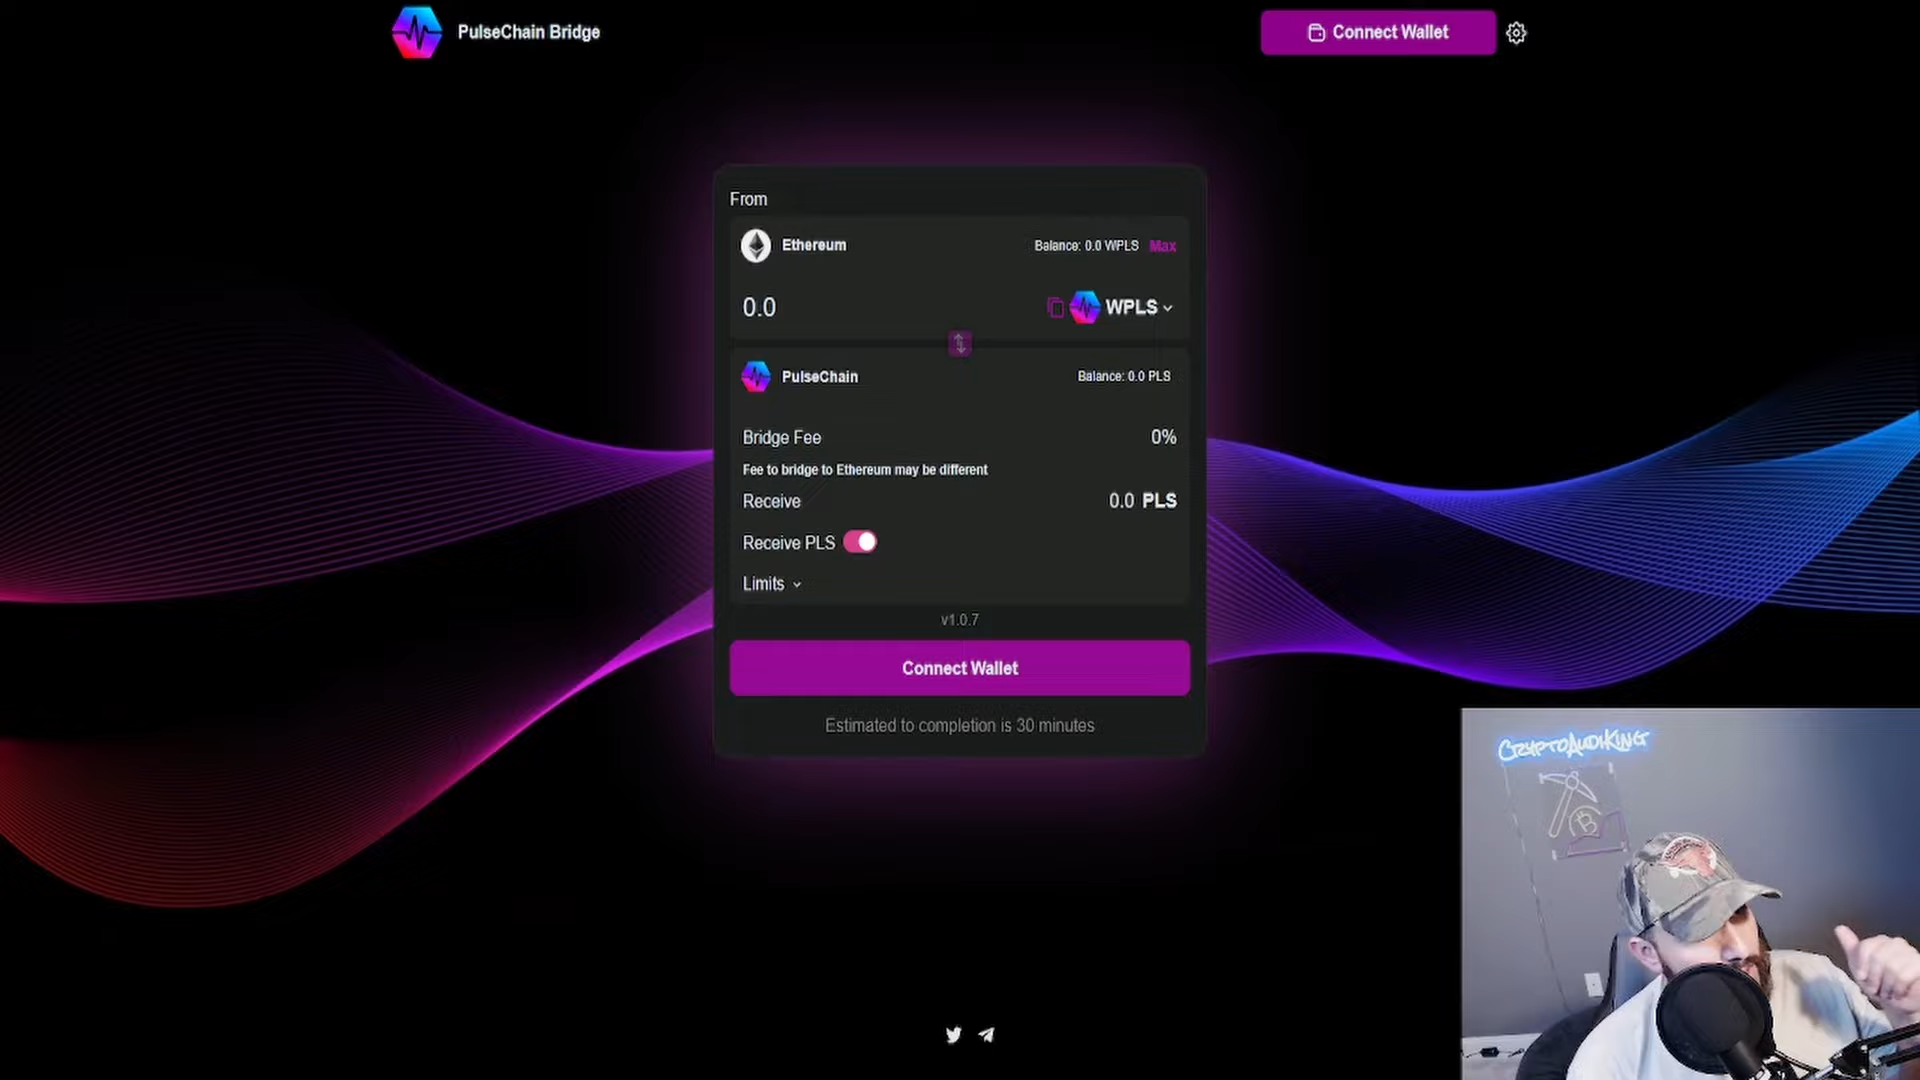 PulseChain Bridge
Connect Wallet
From
Ethereum
Balance: 0.0 WPLS Max
0.0
WPLS
PulseChain
Balance: 0.0 PLS
Bridge Fee
0%
Fee to bridge to Ethereum may be different
Receive
0.0 PLS
Receive PLS
Limits
v1.0.7
Connect Wallet
Estimated to completion is 30 minutes
CRYPTOAUDIKING